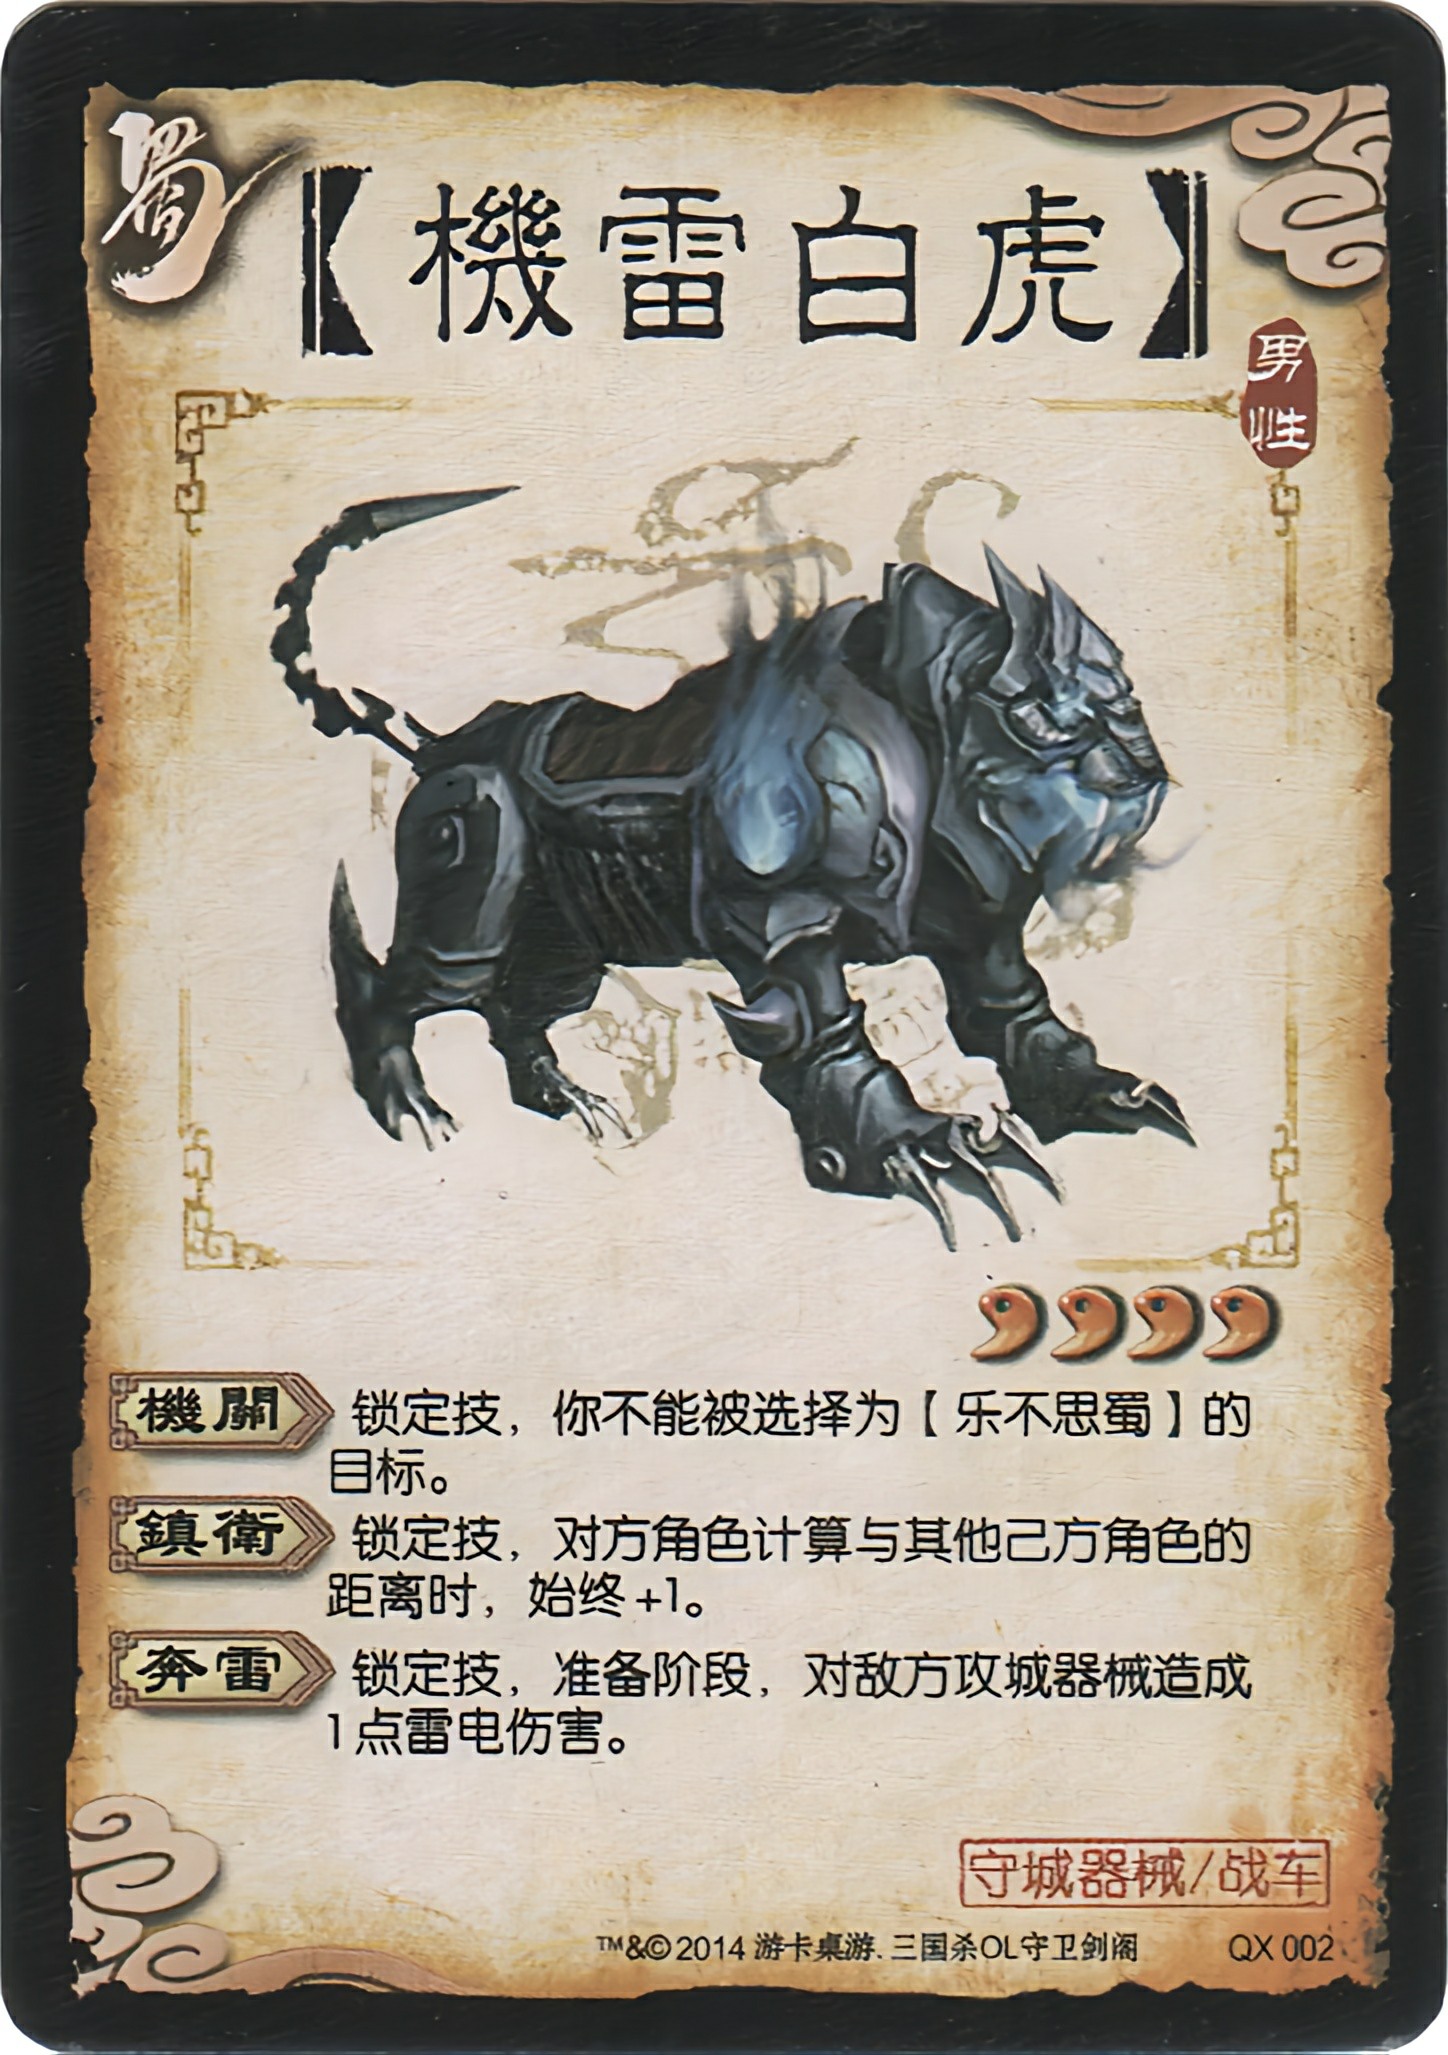 蜀
【機雷白虎】
男性
機關 锁定技，你不能被选择为【乐不思蜀】的
目标。
鎮衛 锁定技，对方角色计算与其他己方角色的
距离时，始终+1。
奔雷 锁定技，准备阶段，对敌方攻城器械造成
1点雷电伤害。
守城器械/战车
™&©2014 游卡桌游.三国杀OL守卫剑阁 QX 002